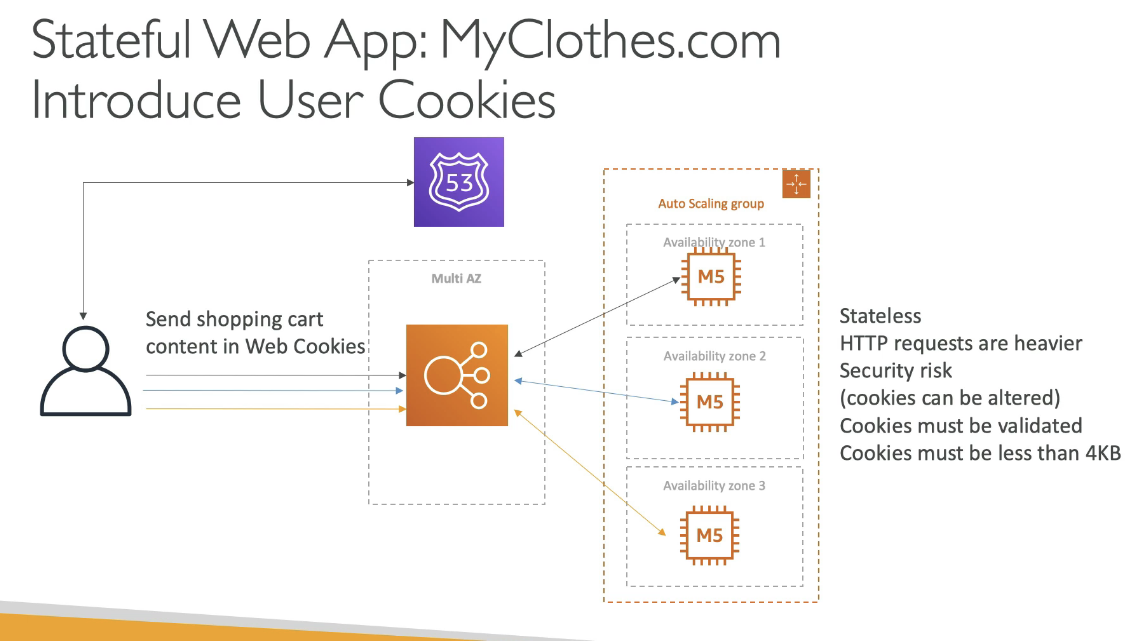 Stateful Web App: MyClothes.com
Introduce User Cookies
53
Auto Scaling group
Availability zone 1
M5
Multi AZ
Send shopping cart
content in Web Cookies
Availability zone 2
M5
Availability zone 3
M5
Stateless
HTTP requests are heavier
Security risk
(cookies can be altered)
Cookies must be validated
Cookies must be less than 4KB